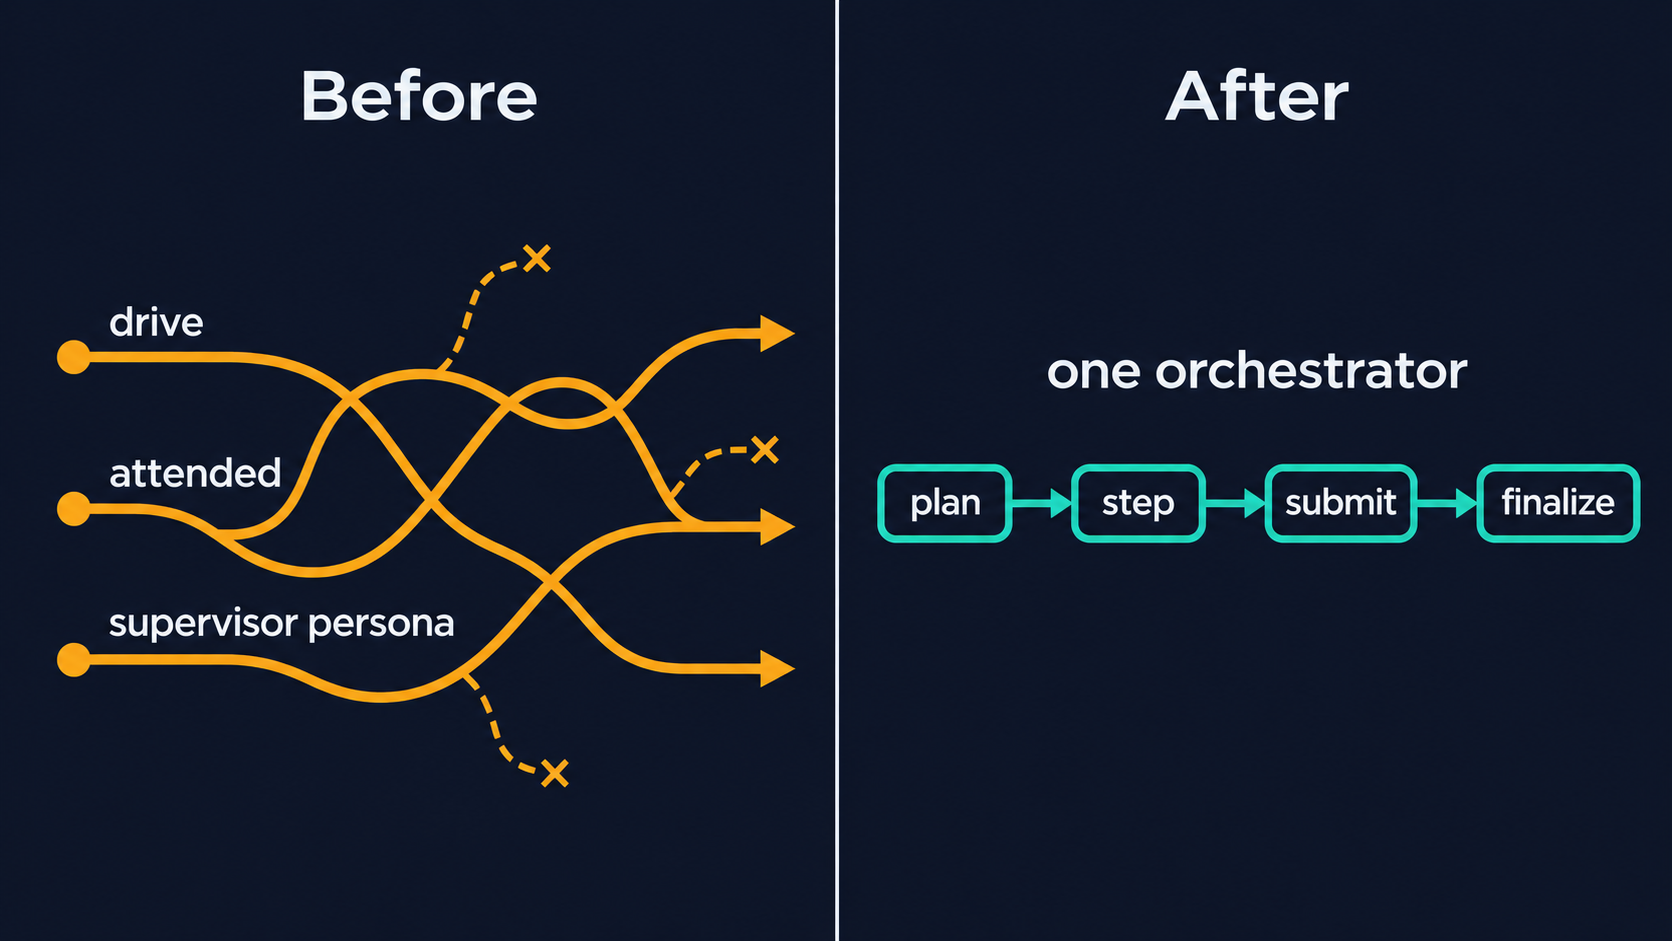 Before
drive
attended
supervisor persona
After
one orchestrator
plan
step
submit
finalize